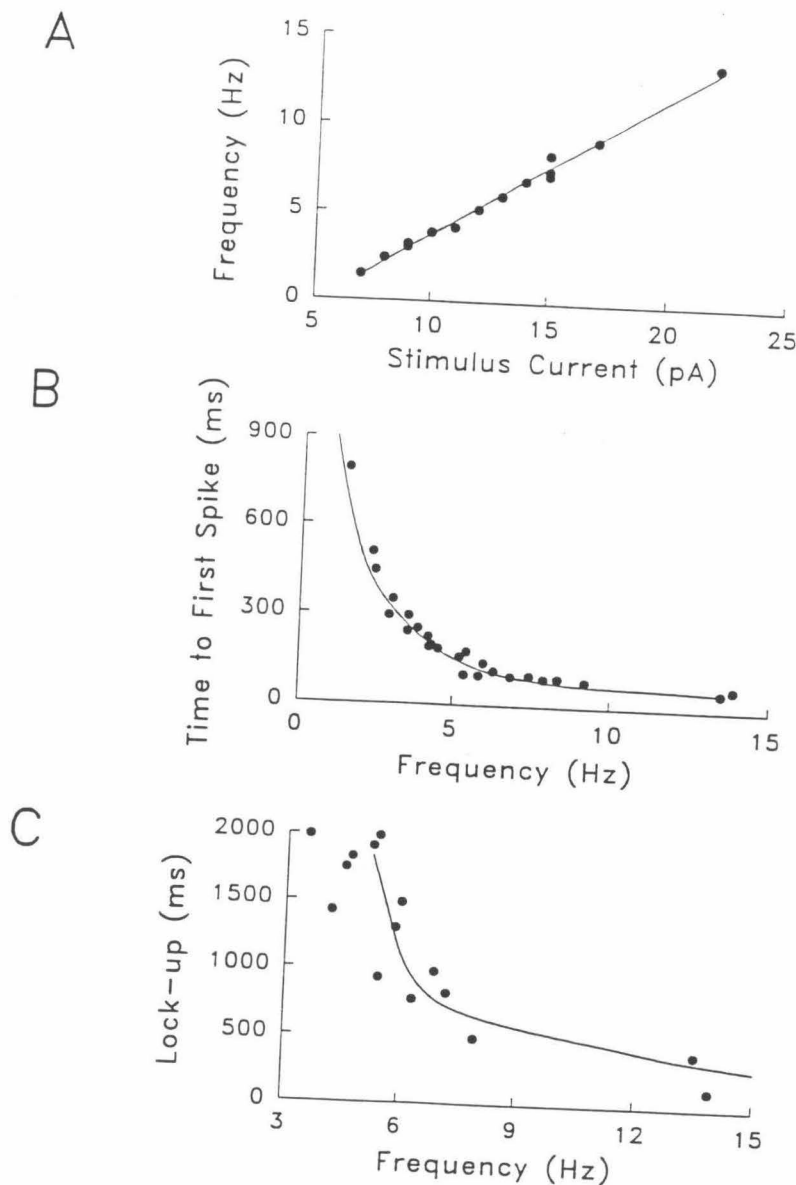 A
Frequency (Hz)
15
10
5
0
5 10 15 20 25
Stimulus Current (pA)
B
Time to First Spike (ms)
900
600
300
0
0 5 10 15
Frequency (Hz)
C
Lock-up (ms)
2000
1500
1000
500
0
3 6 9 12 15
Frequency (Hz)